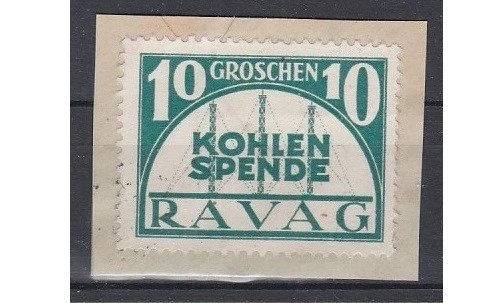 10 GROSCHEN 10
KOHLEN
SPENDE
RAVAG